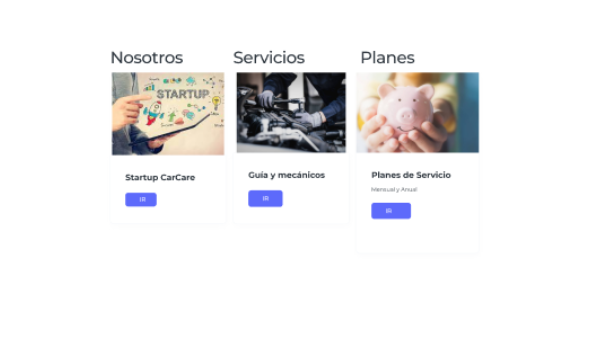 Nosotros
Servicios
Planes
STARTUP
Startup CarCare
IR
Guía y mecánicos
IR
Planes de Servicio
Mensual y Anual
IR